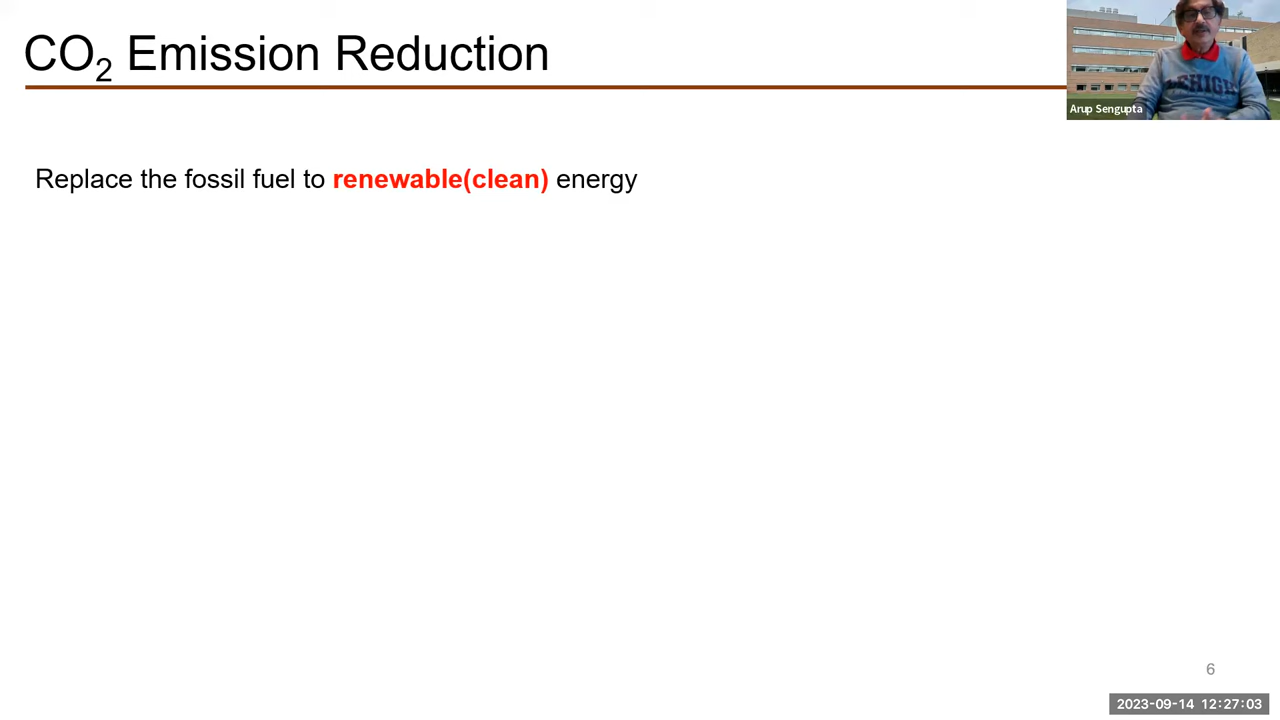 CO2 Emission Reduction
LEHIGH
Arup Sengupta
Replace the fossil fuel to renewable(clean) energy
6
2023-09-14 12:27:03